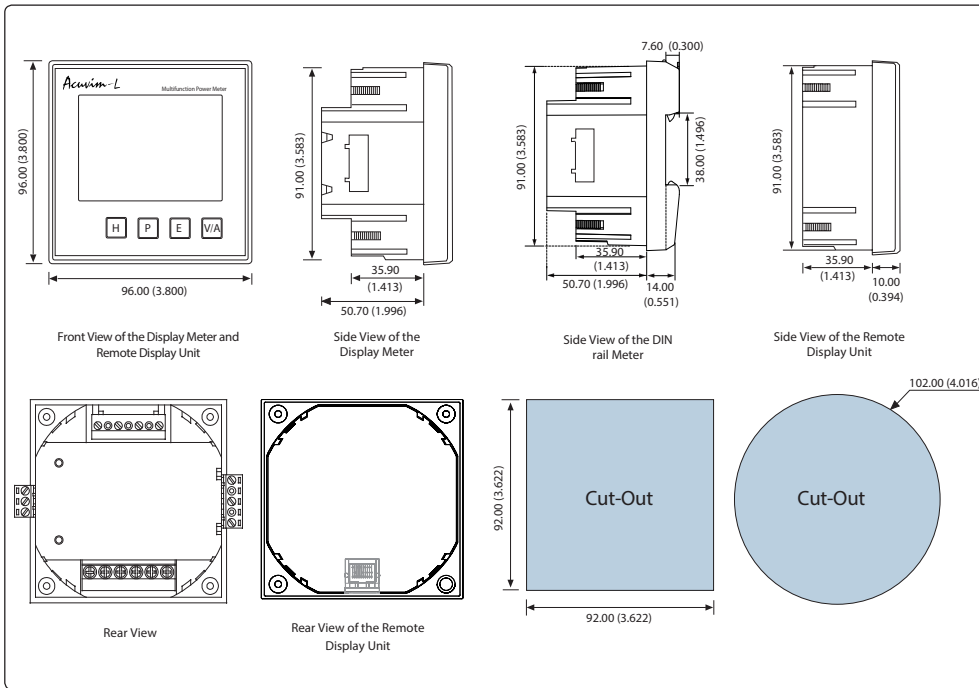 Acuvim-L
Multifunction Power Meter
H
P
E
V/A
96.00 (3.800)
96.00 (3.800)
Front View of the Display Meter and
Remote Display Unit
91.00 (3.583)
35.90
(1.413)
50.70 (1.996)
Side View of the
Display Meter
7.60 (0.300)
91.00 (3.583)
38.00 (1.496)
35.90
(1.413)
50.70 (1.996)
14.00
(0.551)
Side View of the DIN
rail Meter
91.00 (3.583)
35.90
(1.413)
10.00
(0.394)
Side View of the Remote
Display Unit
Rear View
Rear View of the Remote
Display Unit
92.00 (3.622)
Cut-Out
92.00 (3.622)
102.00 (4.016)
Cut-Out